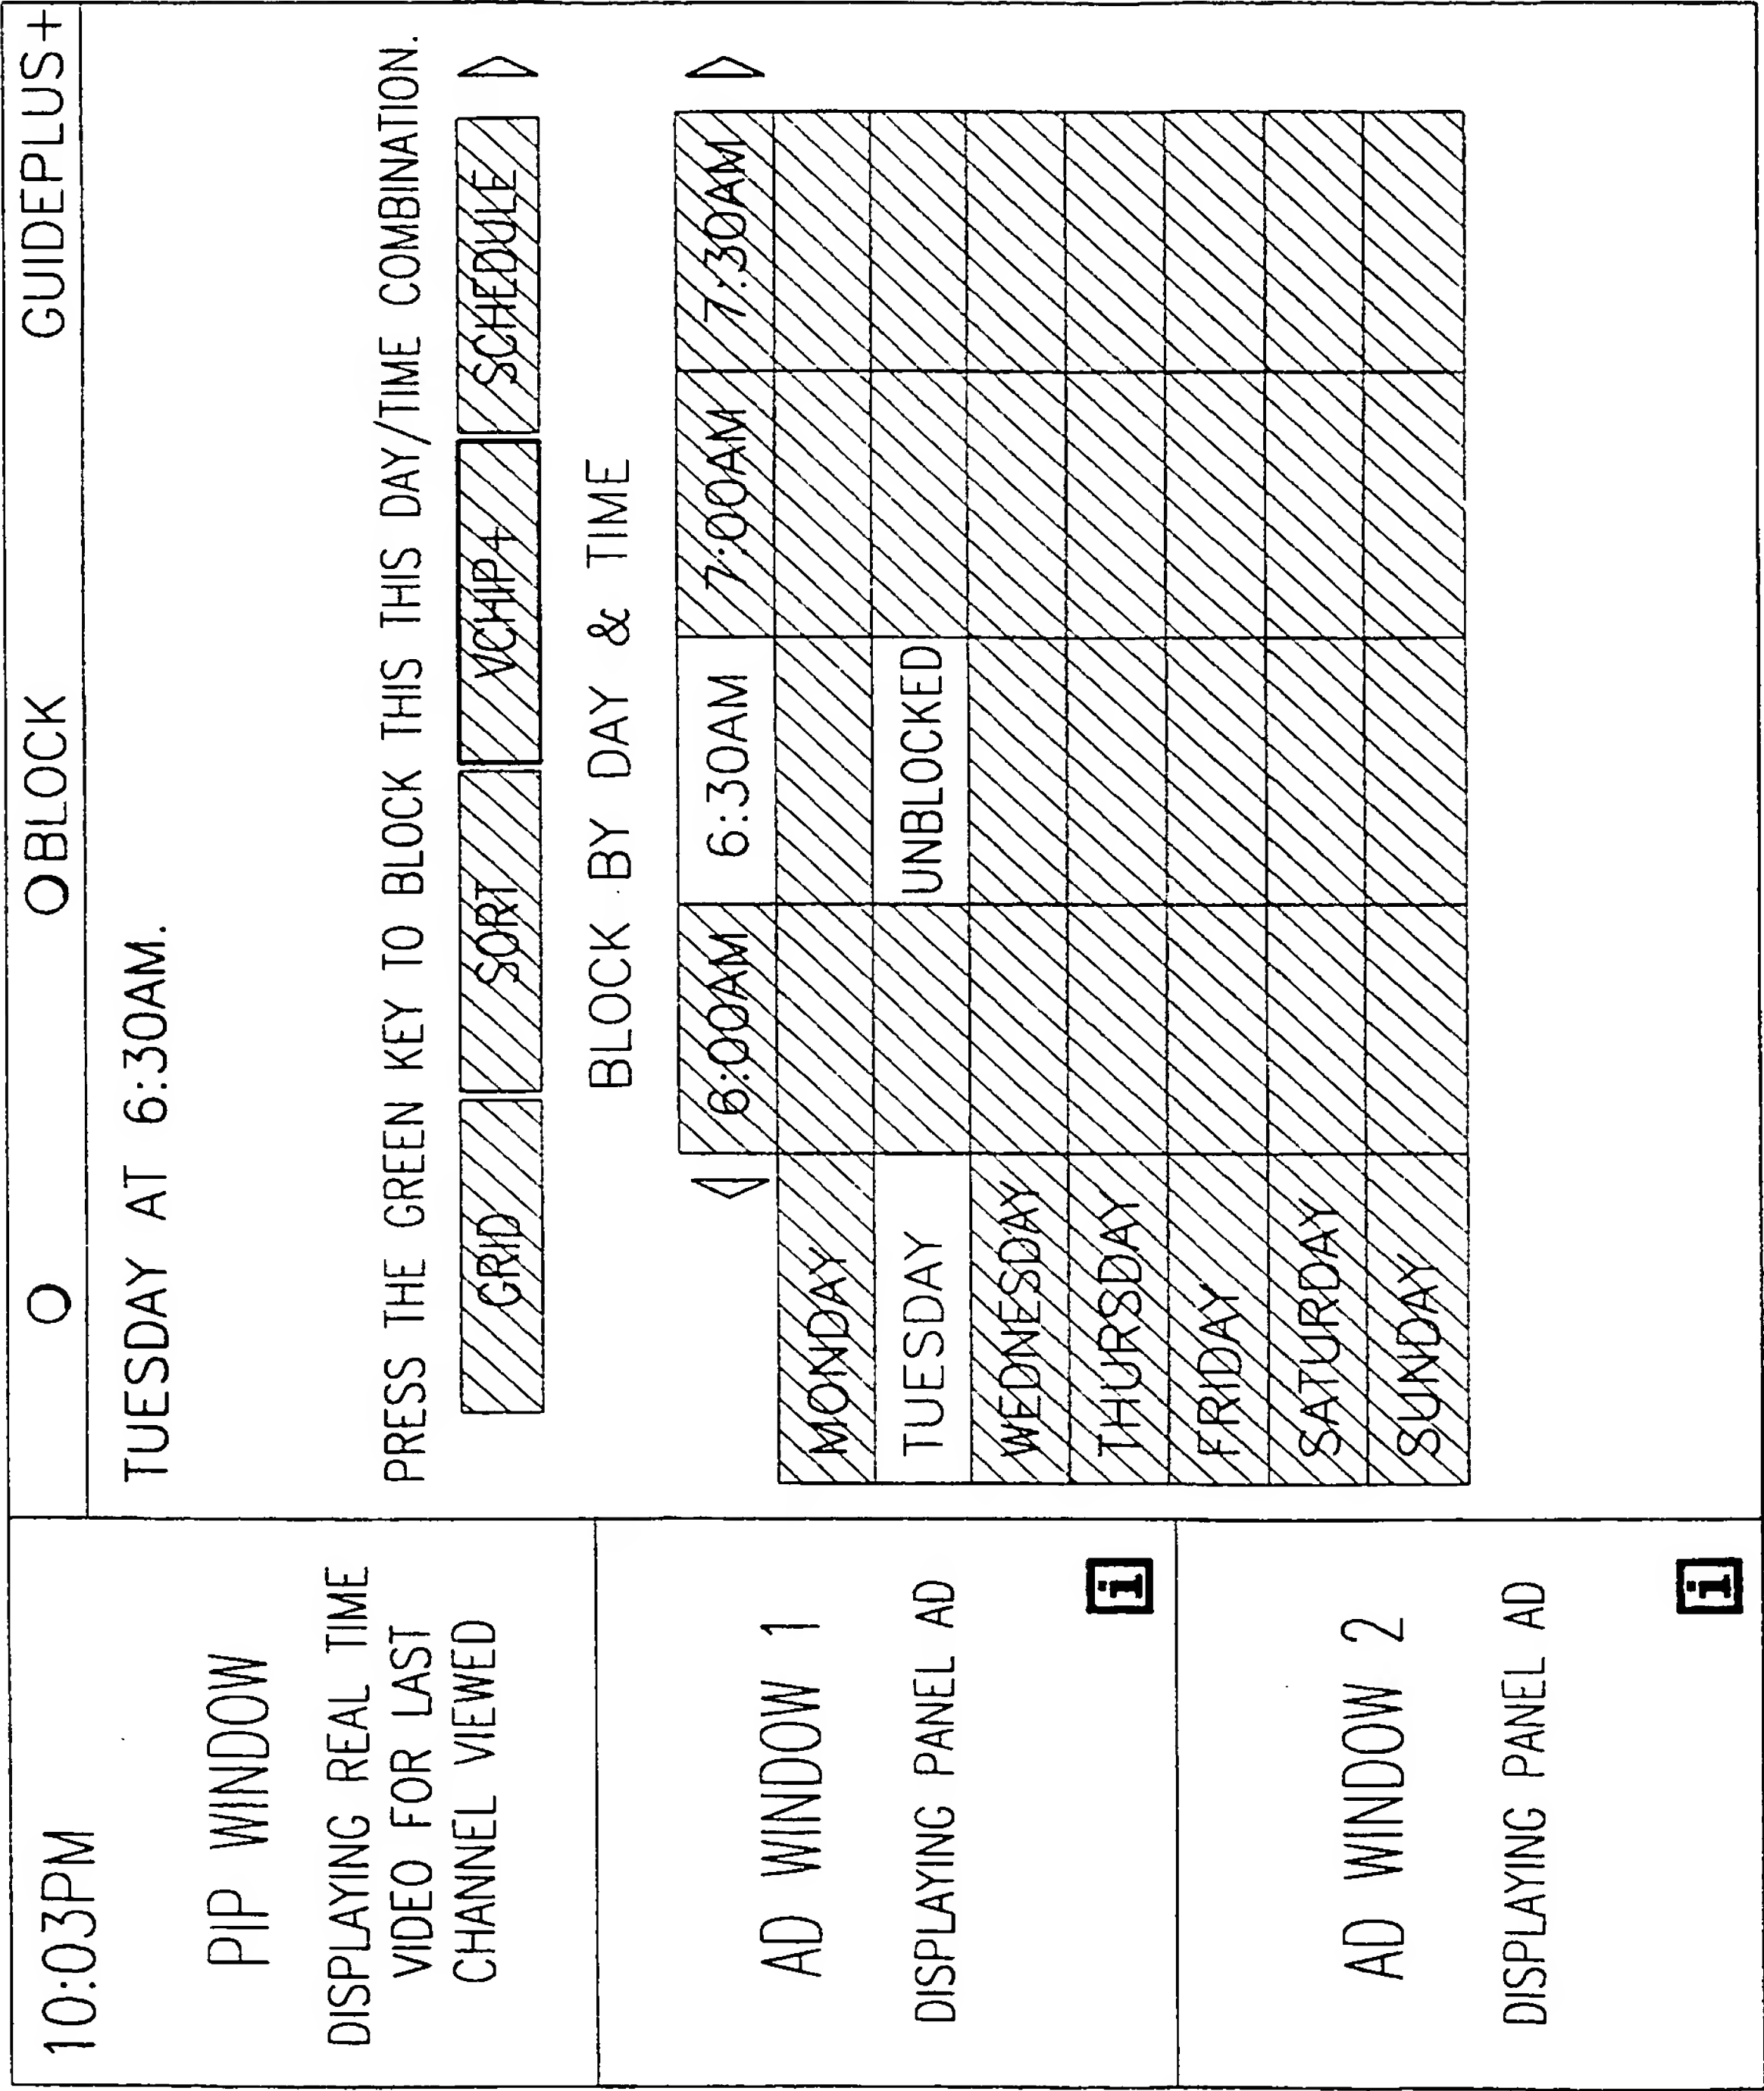 10:03PM
PIP WINDOW
DISPLAYING REAL TIME
VIDEO FOR LAST
CHANNEL VIEWED
AD WINDOW 1
DISPLAYING PANEL AD
i
AD WINDOW 2
DISPLAYING PANEL AD
i
BLOCK GUIDEPLUS+
TUESDAY AT 6:30AM.
PRESS THE GREEN KEY TO BLOCK THIS THIS DAY/TIME COMBINATION.
GRID SORT VCHIP+ SCHEDULE
BLOCK BY DAY & TIME
6:00AM 6:30AM 7:00AM 7:30AM
MONDAY
TUESDAY UNBLOCKED
WEDNESDAY
THURSDAY
FRIDAY
SATURDAY
SUNDAY